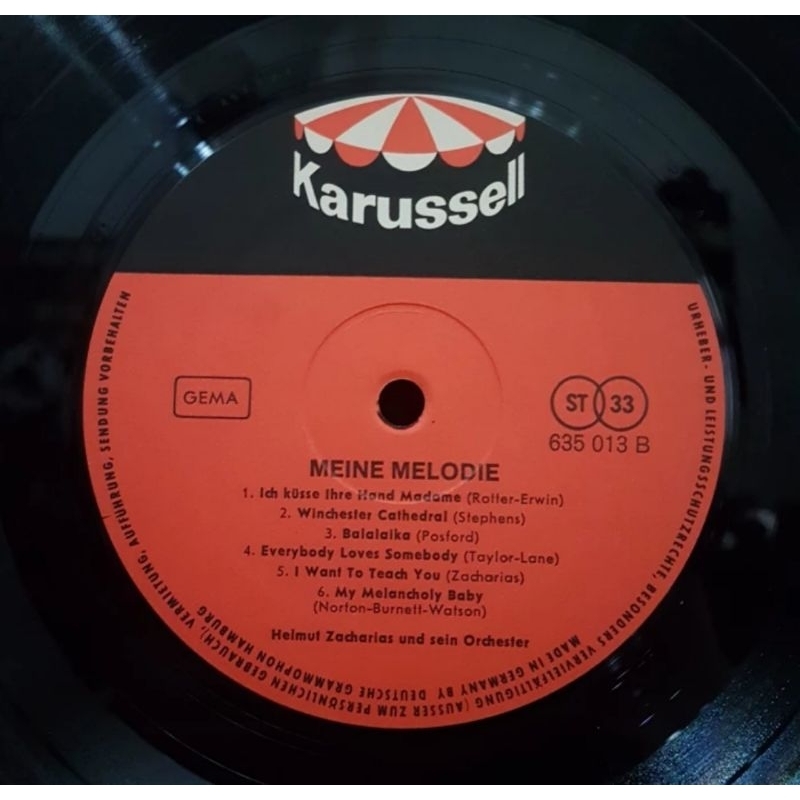 Karussell
GEMA
ST 33
635 013 B
MEINE MELODIE
1. Ich küsse Ihre Hand Madame (Rotter-Erwin)
2. Winchester Cathedral (Stephens)
3. Balalaika (Posford)
4. Everybody Loves Somebody (Taylor-Lane)
5. I Want To Teach You (Zacharias)
6. My Melancholy Baby
(Norton-Burnett-Watson)
Helmut Zacharias und sein Orchester
URHEBER- UND LEISTUNGSSCHUTZRECHTE, BESONDERS VERVIELFÄLTIGUNG (AUSSER ZUM PERSÖNLICHEN GEBRAUCH), VERMIETUNG, AUFFÜHRUNG, SENDUNG VORBEHALTEN
MADE IN GERMANY BY DEUTSCHE GRAMMOPHON HAMBURG